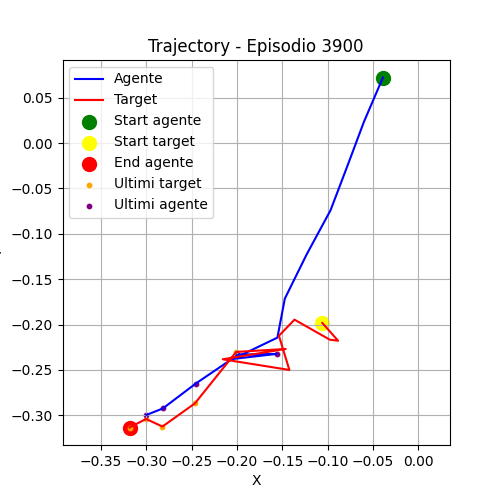 Trajectory - Episodio 3900
Agente
Target
Start agente
Start target
End agente
Ultimi target
Ultimi agente
0.05
0.00
−0.05
−0.10
−0.15
−0.20
−0.25
−0.30
−0.35 −0.30 −0.25 −0.20 −0.15 −0.10 −0.05 0.00
X